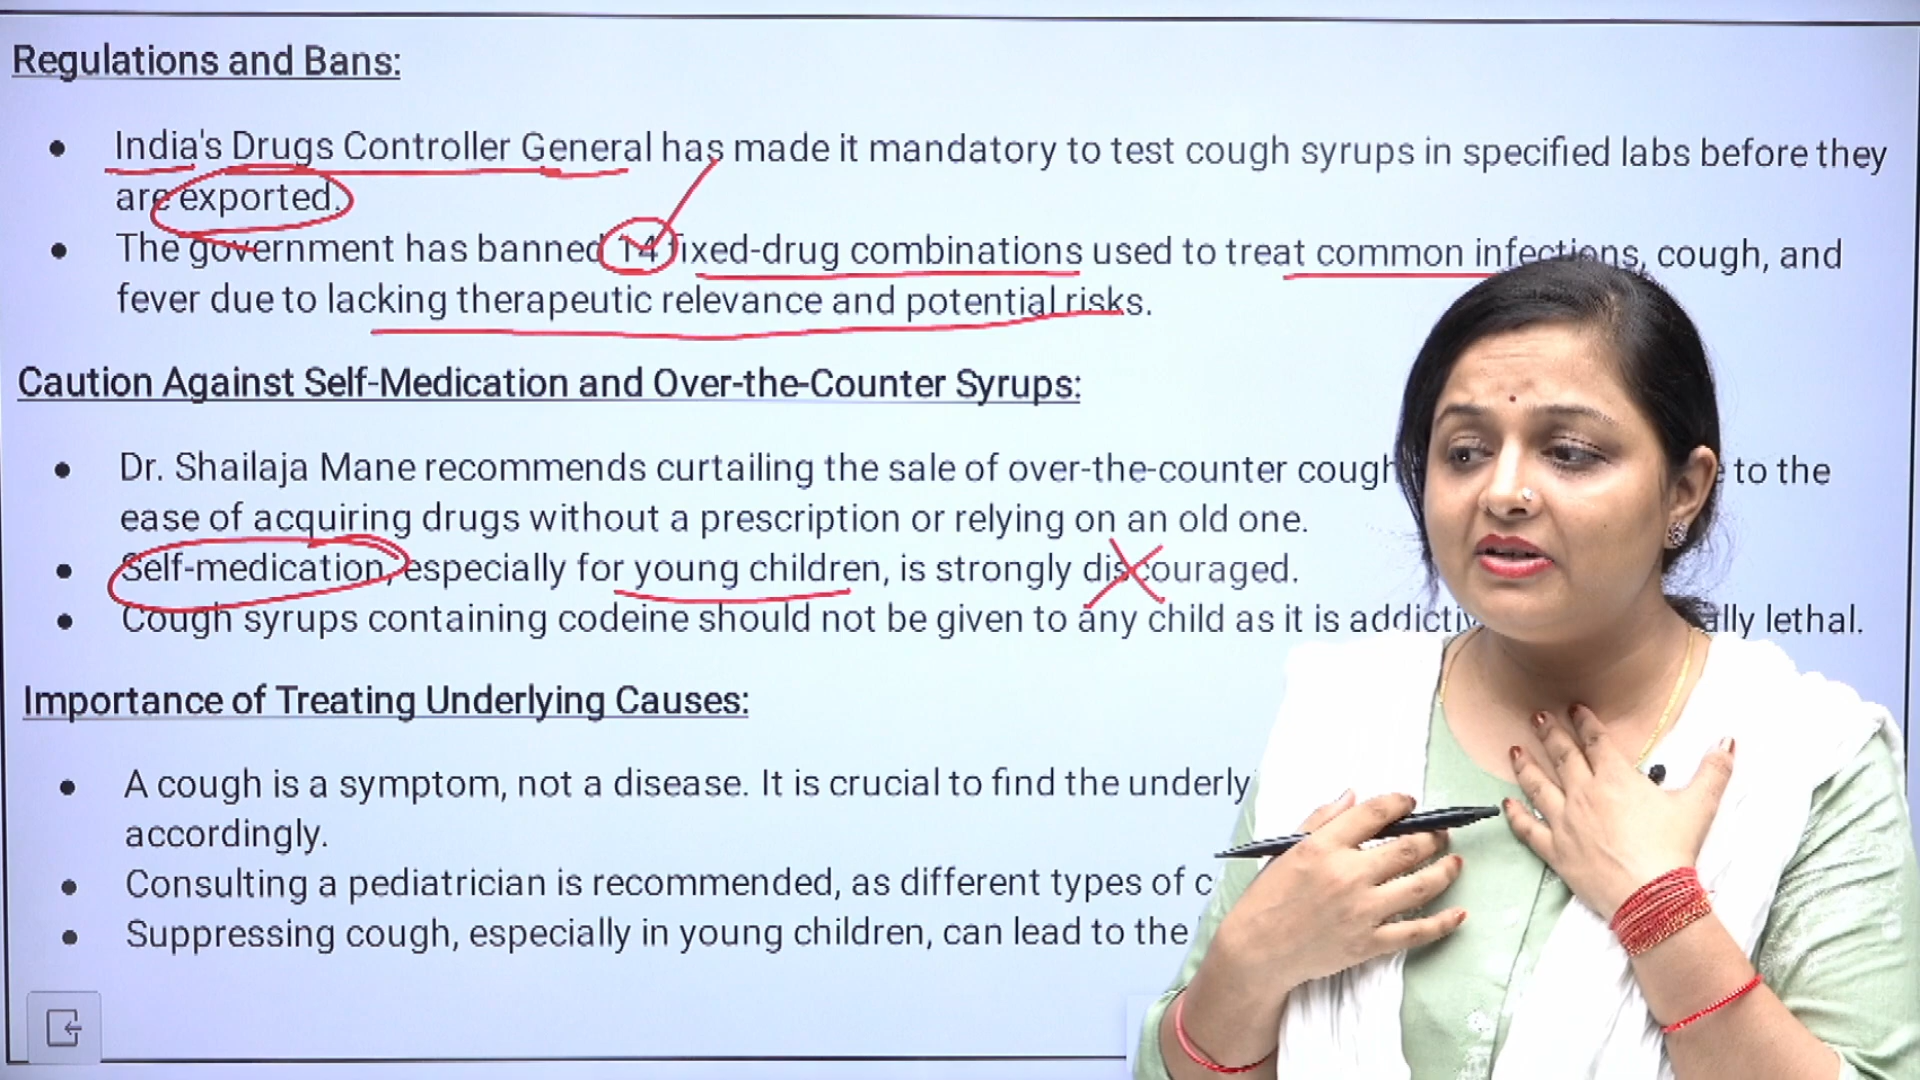 Regulations and Bans:
India's Drugs Controller General has made it mandatory to test cough syrups in specified labs before they
are exported.
The government has banned 14 fixed-drug combinations used to treat common infections, cough, and
fever due to lacking therapeutic relevance and potential risks.
Caution Against Self-Medication and Over-the-Counter Syrups:
Dr. Shailaja Mane recommends curtailing the sale of over-the-counter cough to the
ease of acquiring drugs without a prescription or relying on an old one.
Self-medication, especially for young children, is strongly discouraged.
Cough syrups containing codeine should not be given to any child as it is lethal.
Importance of Treating Underlying Causes:
A cough is a symptom, not a disease. It is crucial to find the
accordingly.
Consulting a pediatrician is recommended, as different types of
Suppressing cough, especially in young children, can lead to the